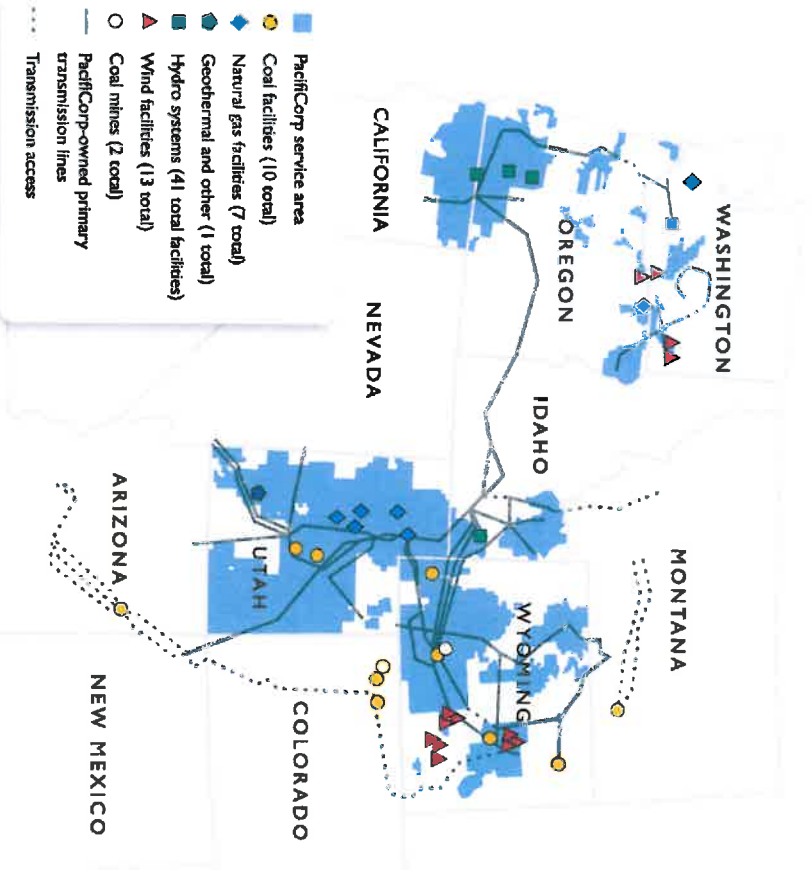 WASHINGTON
MONTANA
OREGON
IDAHO
WYOMING
CALIFORNIA
NEVADA
UTAH
COLORADO
ARIZONA
NEW MEXICO
PacifiCorp service area
Coal facilities (10 total)
Natural gas facilities (7 total)
Geothermal and other (1 total)
Hydro systems (41 total facilities)
Wind facilities (13 total)
Coal mines (2 total)
PacifiCorp-owned primary
transmission lines
Transmission access